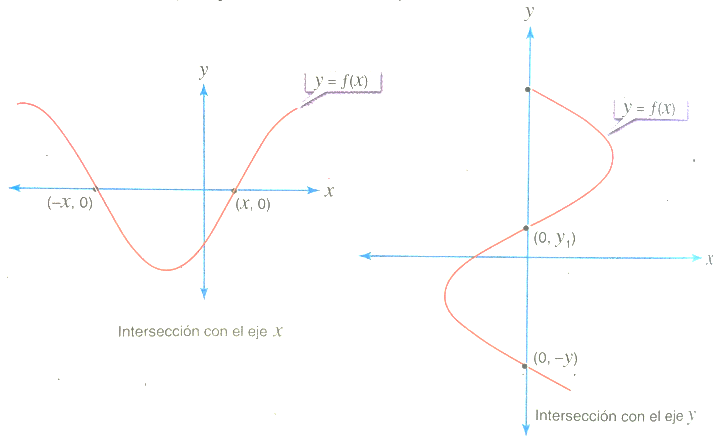 y
y = f(x)
x
(-x, 0)
(x, 0)
Intersección con el eje x
y
y = f(x)
(0, y₁)
x
(0, -y)
Intersección con el eje y